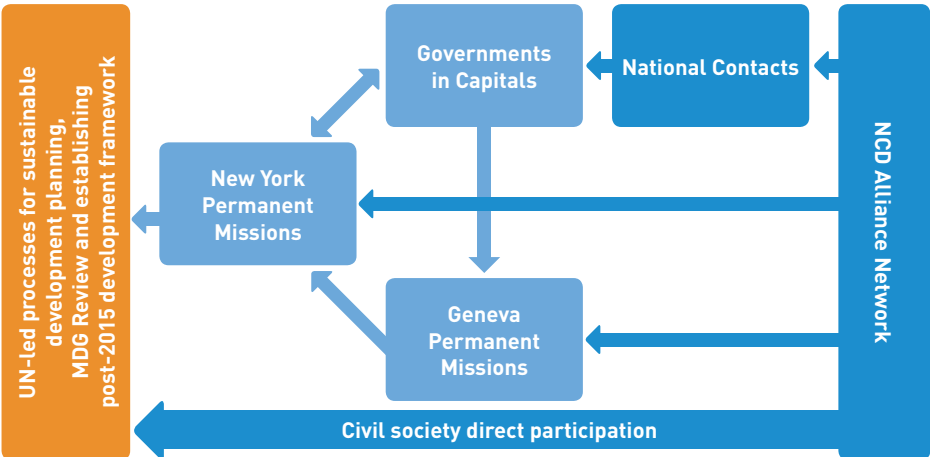 UN-led processes for sustainable
development planning,
MDG Review and establishing
post-2015 development framework
Governments
in Capitals
National Contacts
New York
Permanent
Missions
Geneva
Permanent
Missions
NCD Alliance Network
Civil society direct participation